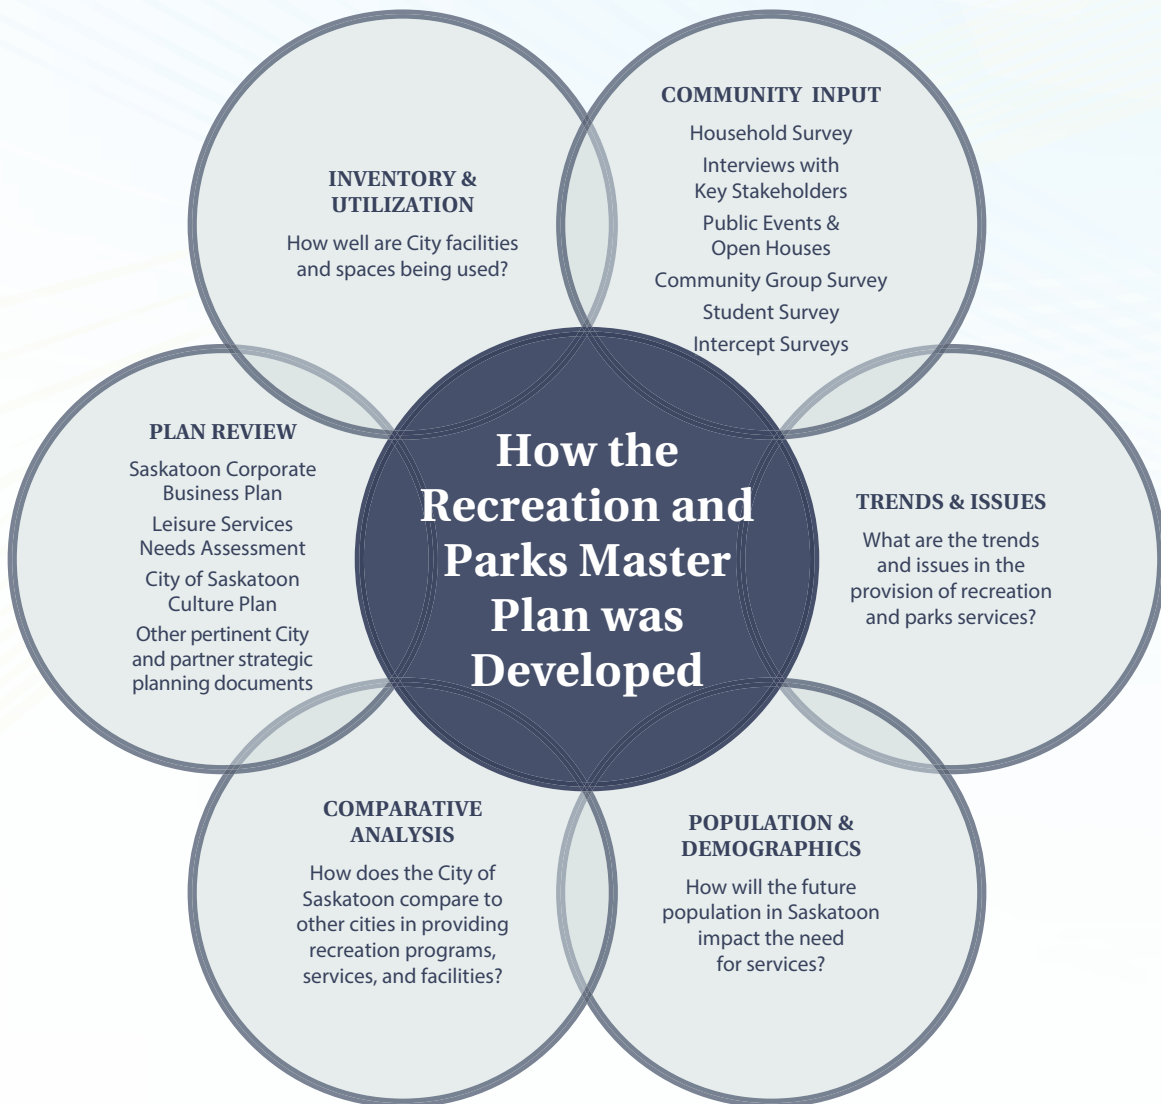 COMMUNITY INPUT
Household Survey
Interviews with
Key Stakeholders
Public Events &
Open Houses
Community Group Survey
Student Survey
Intercept Surveys
INVENTORY &
UTILIZATION
How well are City facilities
and spaces being used?
PLAN REVIEW
Saskatoon Corporate
Business Plan
Leisure Services
Needs Assessment
City of Saskatoon
Culture Plan
Other pertinent City
and partner strategic
planning documents
How the
Recreation and
Parks Master
Plan was
Developed
TRENDS & ISSUES
What are the trends
and issues in the
provision of recreation
and parks services?
COMPARATIVE
ANALYSIS
How does the City of
Saskatoon compare to
other cities in providing
recreation programs,
services, and facilities?
POPULATION &
DEMOGRAPHICS
How will the future
population in Saskatoon
impact the need
for services?